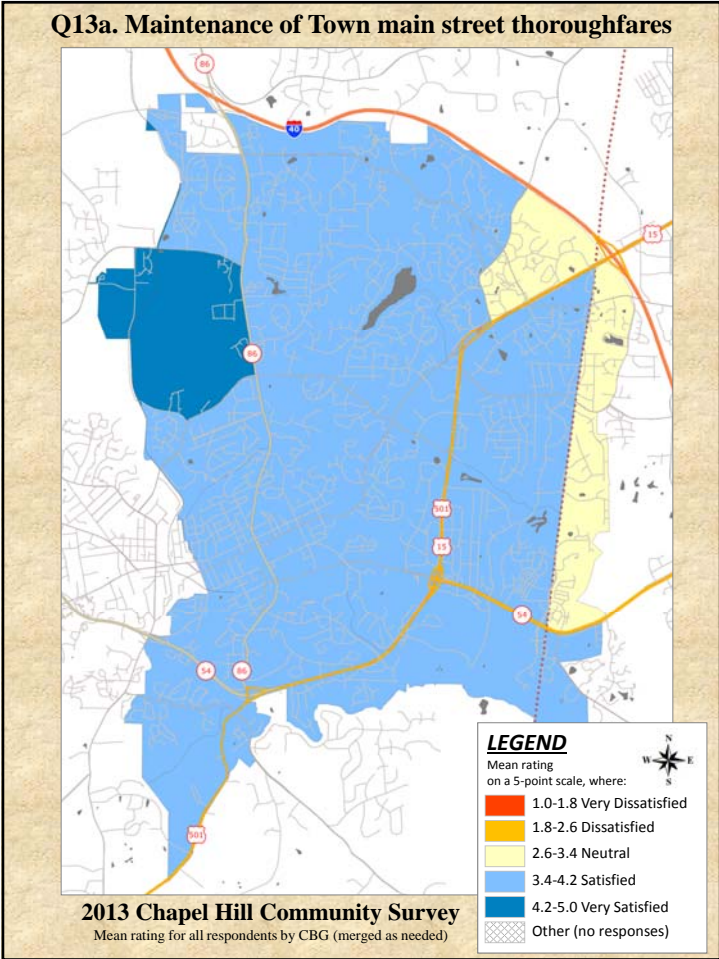 Q13a. Maintenance of Town main street thoroughfares
86
40
15
86
501
15
54
54
86
501
LEGEND
Mean rating
on a 5-point scale, where:
N
W E
S
1.0-1.8 Very Dissatisfied
1.8-2.6 Dissatisfied
2.6-3.4 Neutral
3.4-4.2 Satisfied
4.2-5.0 Very Satisfied
Other (no responses)
2013 Chapel Hill Community Survey
Mean rating for all respondents by CBG (merged as needed)